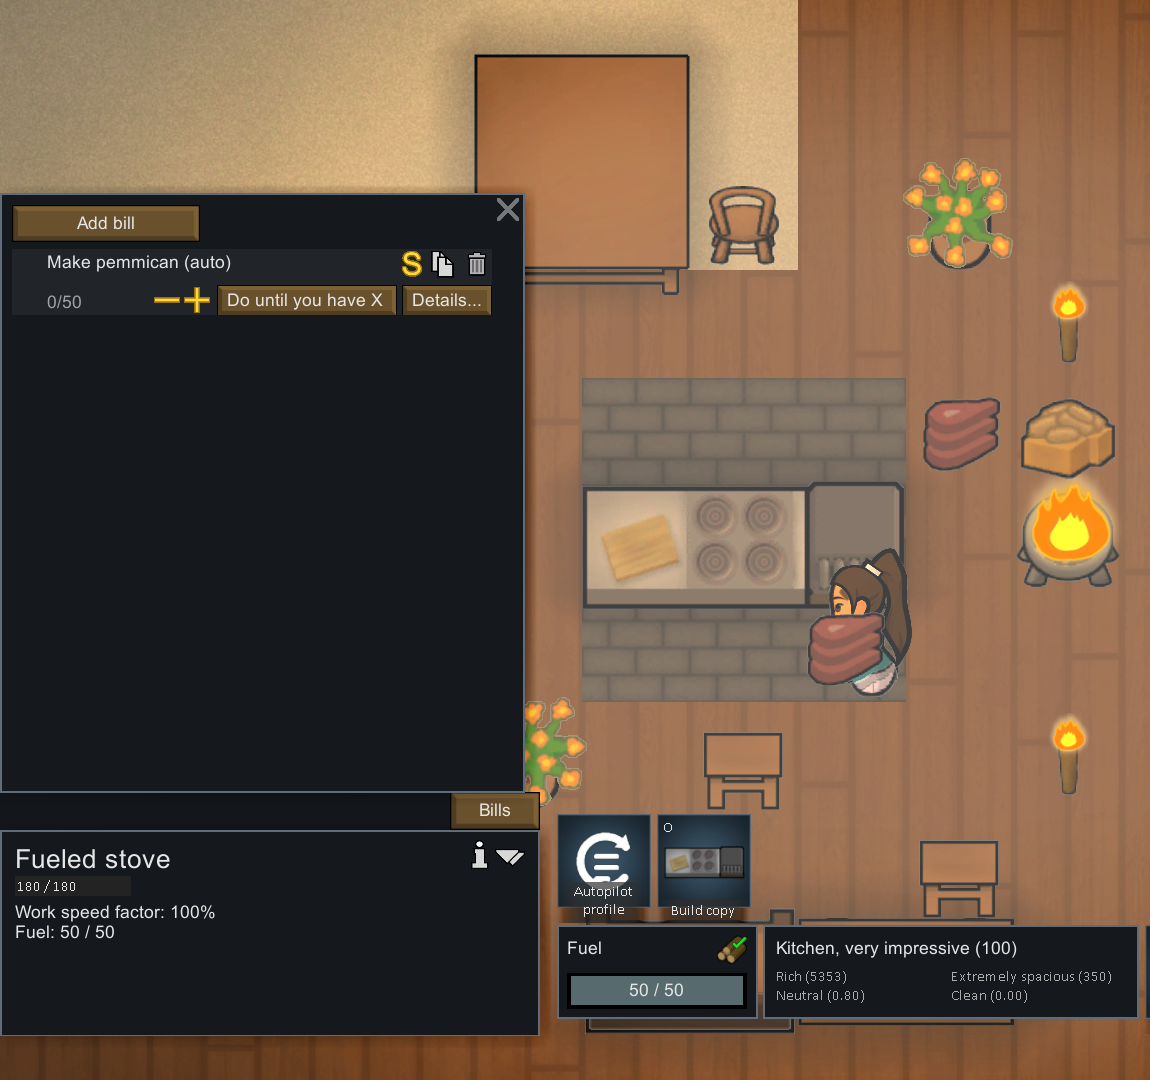 Add bill
Make pemmican (auto)
S
0/50
Do until you have X
Details...
Bills
Fueled stove
180 / 180
Work speed factor: 100%
Fuel: 50 / 50
Autopilot
profile
O
Build copy
Fuel
50 / 50
Kitchen, very impressive (100)
Rich (5353)
Extremely spacious (350)
Neutral (0.80)
Clean (0.00)